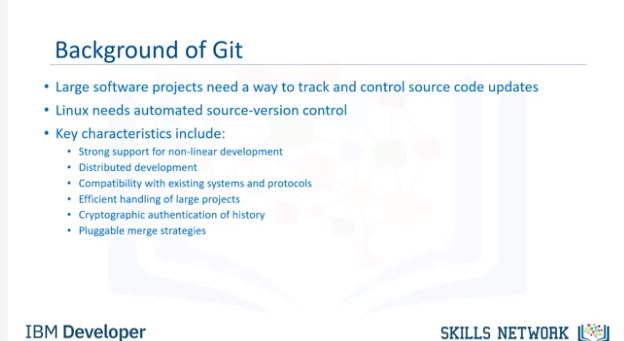 Background of Git
• Large software projects need a way to track and control source code updates
• Linux needs automated source-version control
• Key characteristics include:
• Strong support for non-linear development
• Distributed development
• Compatibility with existing systems and protocols
• Efficient handling of large projects
• Cryptographic authentication of history
• Pluggable merge strategies
IBM Developer
SKILLS NETWORK